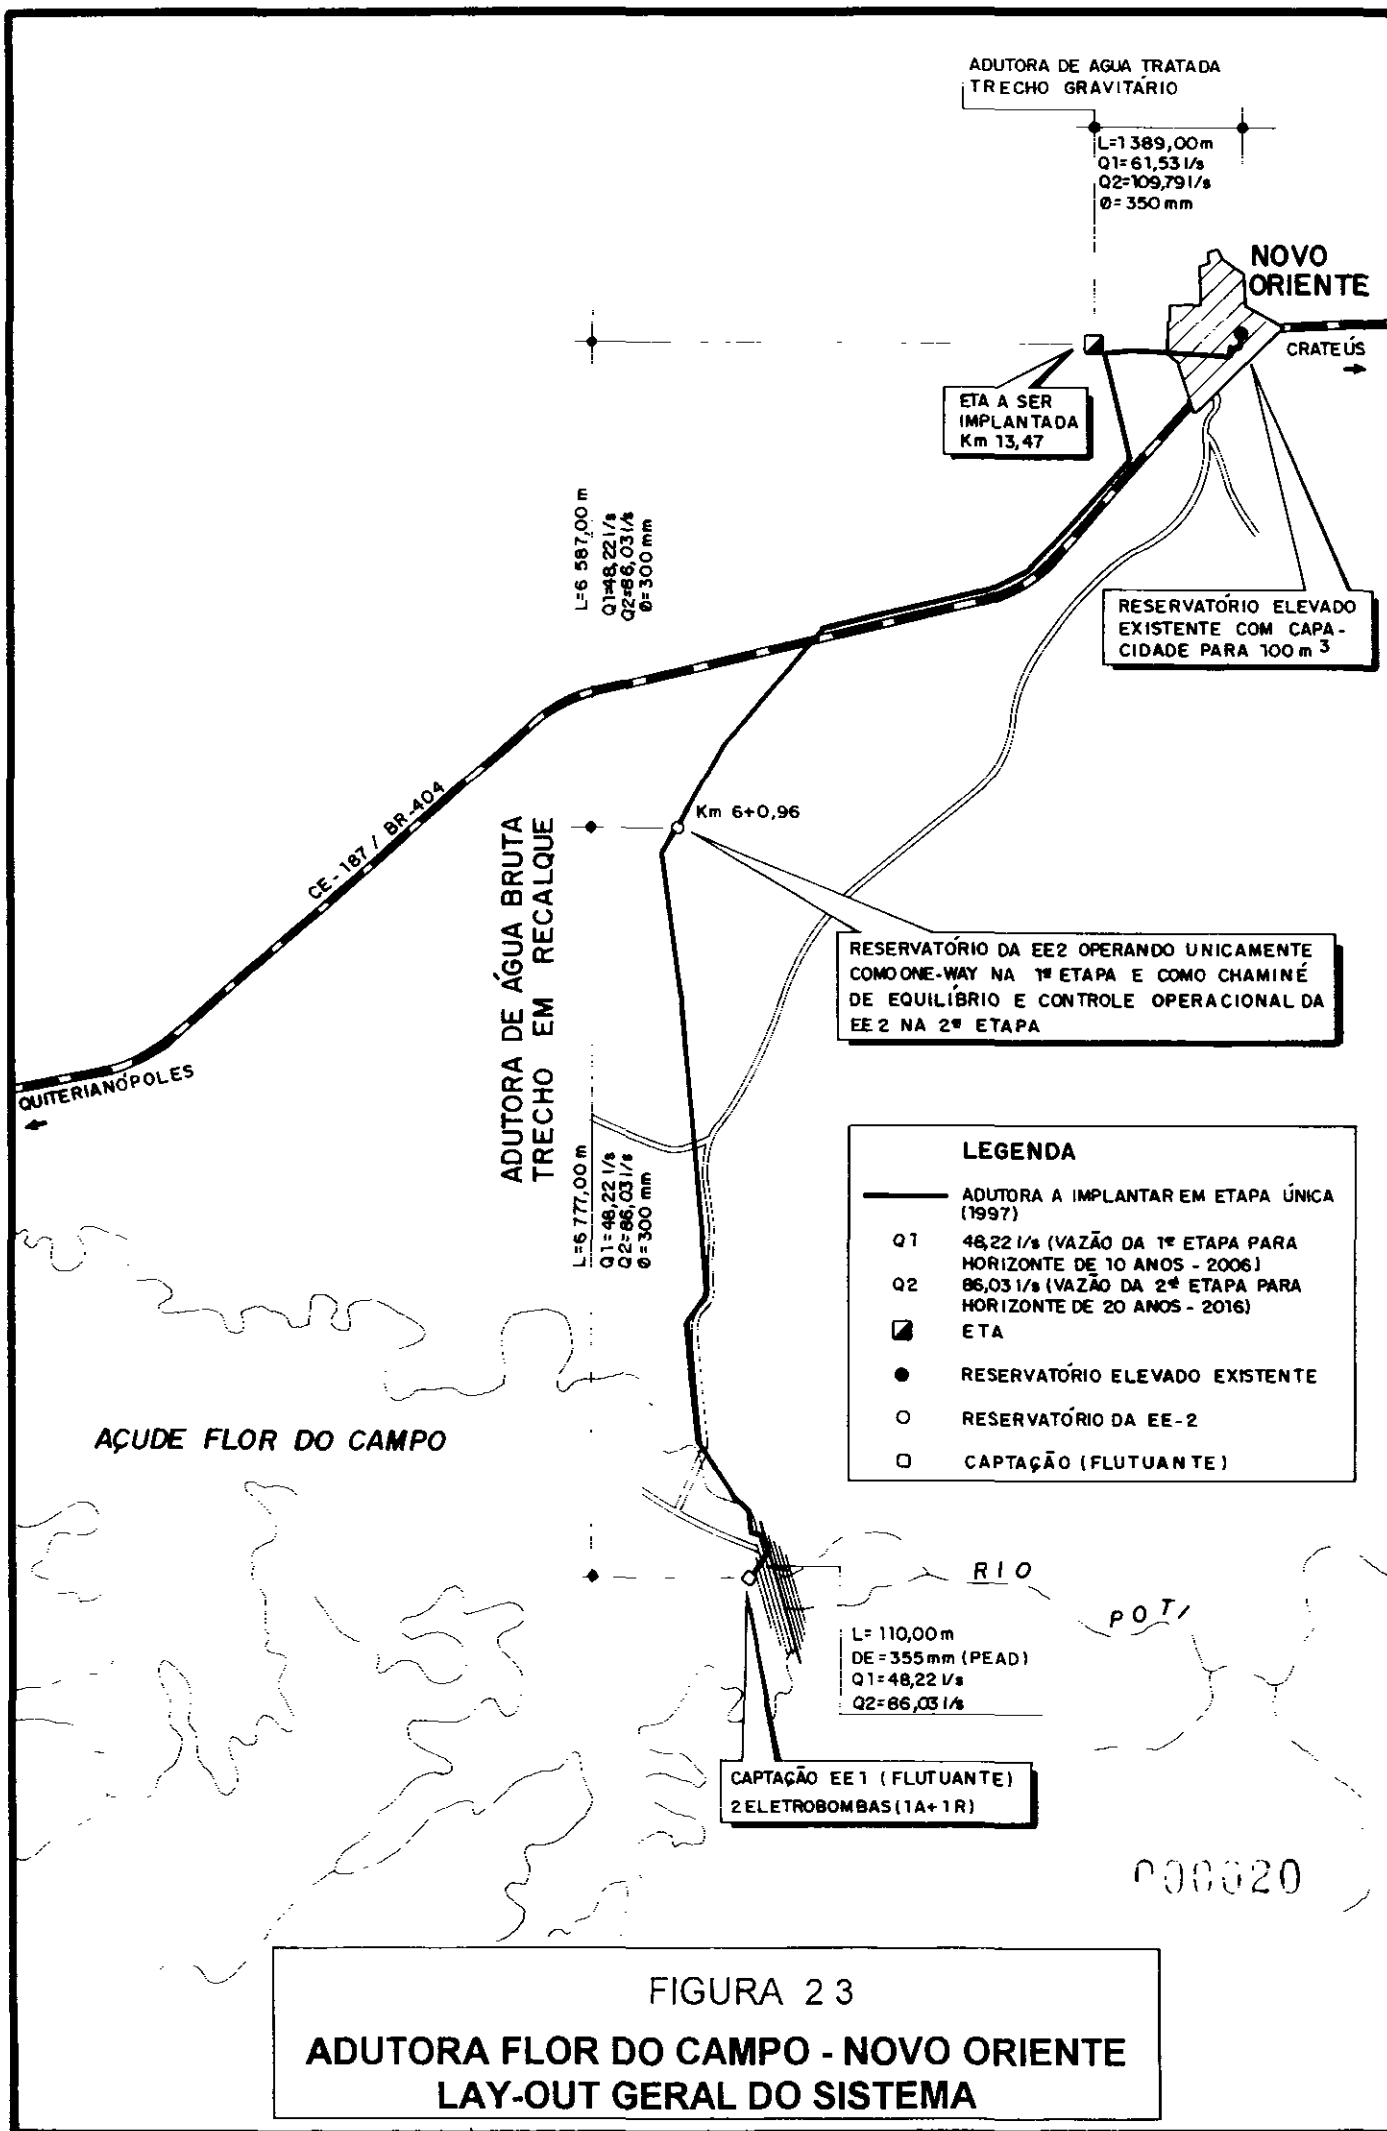 ADUTORA DE AGUA TRATADA
TRECHO GRAVITÁRIO
L=1389,00m
Q1=61,53 l/s
Q2=109,79 l/s
Ø=350 mm
NOVO
ORIENTE
CRATEÚS
ETA A SER
IMPLANTADA
Km 13,47
L=6 587,00 m
Q1=48,22 l/s
Q2=86,03 l/s
Ø=300 mm
RESERVATÓRIO ELEVADO
EXISTENTE COM CAPA-
CIDADE PARA 100 m³
Km 6+0,96
CE-187 / BR-404
ADUTORA DE ÁGUA BRUTA
TRECHO EM RECALQUE
RESERVATÓRIO DA EE2 OPERANDO UNICAMENTE
COMO ONE-WAY NA 1ª ETAPA E COMO CHAMINÉ
DE EQUILÍBRIO E CONTROLE OPERACIONAL DA
EE2 NA 2ª ETAPA
QUITERIANÓPOLES
L=6 777,00 m
Q1=48,22 l/s
Q2=86,03 l/s
Ø=300 mm
LEGENDA
ADUTORA A IMPLANTAR EM ETAPA ÚNICA
(1997)
Q1 48,22 l/s (VAZÃO DA 1ª ETAPA PARA
HORIZONTE DE 10 ANOS - 2006)
Q2 86,03 l/s (VAZÃO DA 2ª ETAPA PARA
HORIZONTE DE 20 ANOS - 2016)
ETA
RESERVATÓRIO ELEVADO EXISTENTE
RESERVATÓRIO DA EE-2
CAPTAÇÃO (FLUTUANTE)
AÇUDE FLOR DO CAMPO
RIO
POTI
L= 110,00m
DE=355mm (PEAD)
Q1=48,22 l/s
Q2=86,03 l/s
CAPTAÇÃO EE1 (FLUTUANTE)
2 ELETROBOMBAS (1A+1R)
000020
FIGURA 2 3
ADUTORA FLOR DO CAMPO - NOVO ORIENTE
LAY-OUT GERAL DO SISTEMA